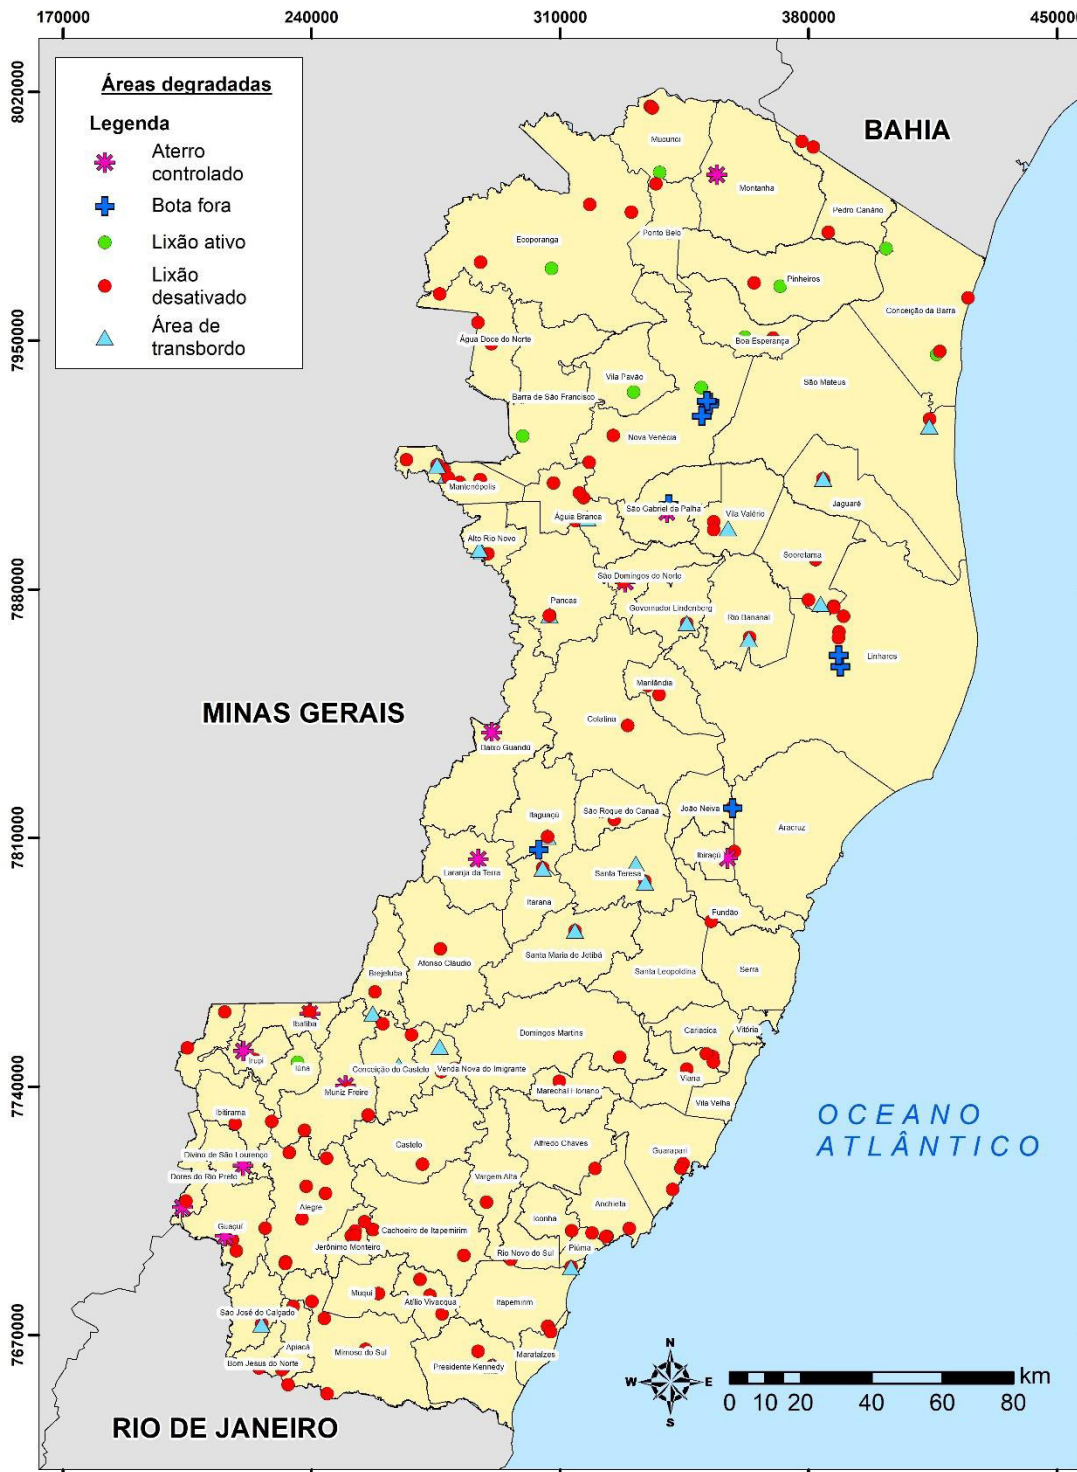 170000
240000
310000
380000
450000
8020000
7950000
7880000
7810000
7740000
7670000
Áreas degradadas
Legenda
Aterro
controlado
Bota fora
Lixão ativo
Lixão
desativado
Área de
transbordo
BAHIA
MINAS GERAIS
RIO DE JANEIRO
OCEANO
ATLÂNTICO
Mucurici
Montanha
Pedro Canário
Ponto Belo
Ecoporanga
Pinheiros
Conceição da Barra
Boa Esperança
Água Doce do Norte
São Mateus
Vila Pavão
Barra de São Francisco
Nova Venécia
Mantenópolis
Jaguaré
Águia Branca
São Gabriel da Palha
Vila Valério
Alto Rio Novo
Sooretama
São Domingos do Norte
Pancas
Governador Lindenberg
Rio Bananal
Linhares
Marilândia
Colatina
Baixo Guandú
Itaguaçú
São Roque do Canaã
João Neiva
Aracruz
Ibiraçú
Laranja da Terra
Santa Teresa
Itarana
Fundão
Afonso Cláudio
Santa Maria de Jetibá
Santa Leopoldina
Serra
Brejetuba
Ibatiba
Domingos Martins
Cariacica
Vitória
Irupi
Iúna
Conceição do Castelo
Venda Nova do Imigrante
Viana
Muniz Freire
Marechal Floriano
Vila Velha
Ibitirama
Castelo
Alfredo Chaves
Guarapari
Divino de São Lourenço
Dores do Rio Preto
Vargem Alta
Alegre
Anchieta
Iconha
Guaçuí
Cachoeiro de Itapemirim
Jerônimo Monteiro
Rio Novo do Sul
Piúma
Muqui
Atílio Vivacqua
Itapemirim
São José do Calçado
Apiacá
Mimoso do Sul
Marataízes
Bom Jesus do Norte
Presidente Kennedy
N
W
E
S
km
0 10 20 40 60 80